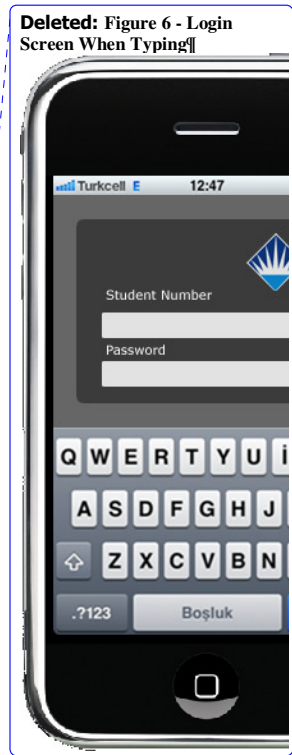 Deleted: Figure 6 - Login
Screen When Typing¶
Turkcell E 12:47
Student Number
Password
Q W E R T Y U İ
A S D F G H J
Z X C V B N
.?123 Boşluk